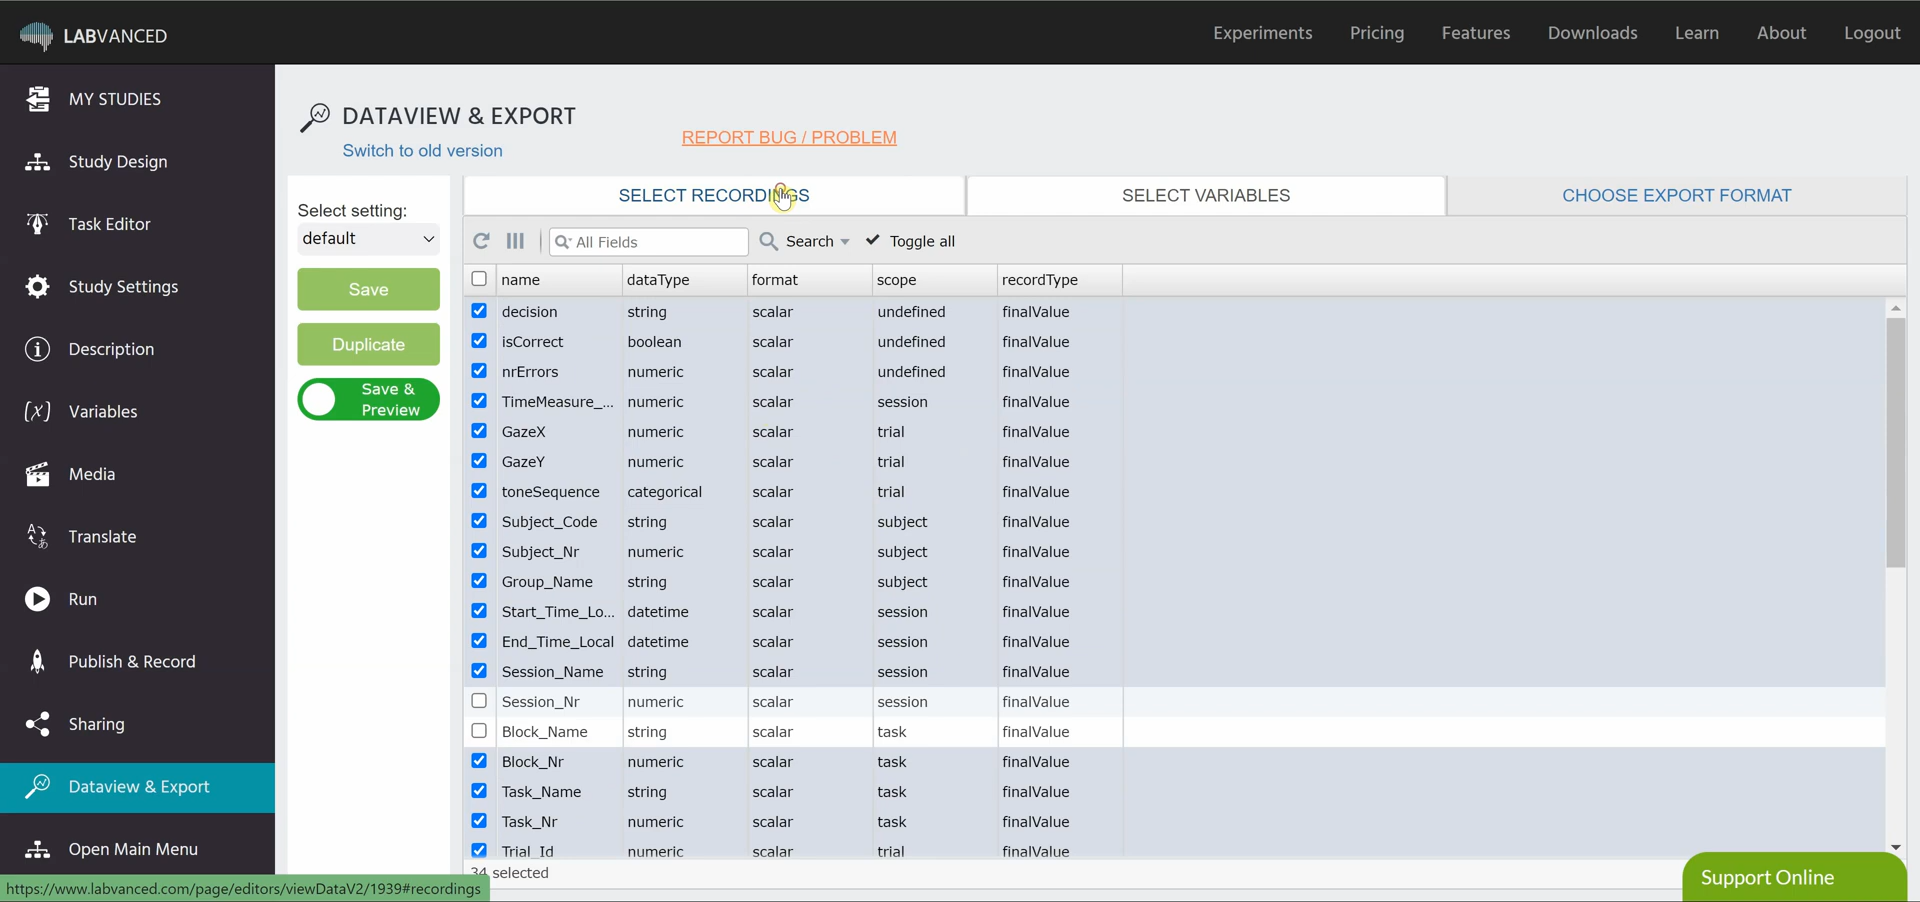 LABVANCED
Experiments Pricing Features Downloads Learn About Logout
MY STUDIES
Study Design
Task Editor
Study Settings
Description
Variables
Media
Translate
Run
Publish & Record
Sharing
Dataview & Export
Open Main Menu
DATAVIEW & EXPORT
Switch to old version
REPORT BUG / PROBLEM
Select setting:
default
Save
Duplicate
Save &
Preview
SELECT RECORDINGS SELECT VARIABLES CHOOSE EXPORT FORMAT
All Fields Search Toggle all
name dataType format scope recordType
decision string scalar undefined finalValue
isCorrect boolean scalar undefined finalValue
nrErrors numeric scalar undefined finalValue
TimeMeasure_... numeric scalar session finalValue
GazeX numeric scalar trial finalValue
GazeY numeric scalar trial finalValue
toneSequence categorical scalar trial finalValue
Subject_Code string scalar subject finalValue
Subject_Nr numeric scalar subject finalValue
Group_Name string scalar subject finalValue
Start_Time_Lo... datetime scalar session finalValue
End_Time_Local datetime scalar session finalValue
Session_Name string scalar session finalValue
Session_Nr numeric scalar session finalValue
Block_Name string scalar task finalValue
Block_Nr numeric scalar task finalValue
Task_Name string scalar task finalValue
Task_Nr numeric scalar task finalValue
Trial_Id numeric scalar trial finalValue
34 selected
https://www.labvanced.com/page/editors/viewDataV2/1939#recordings
Support Online